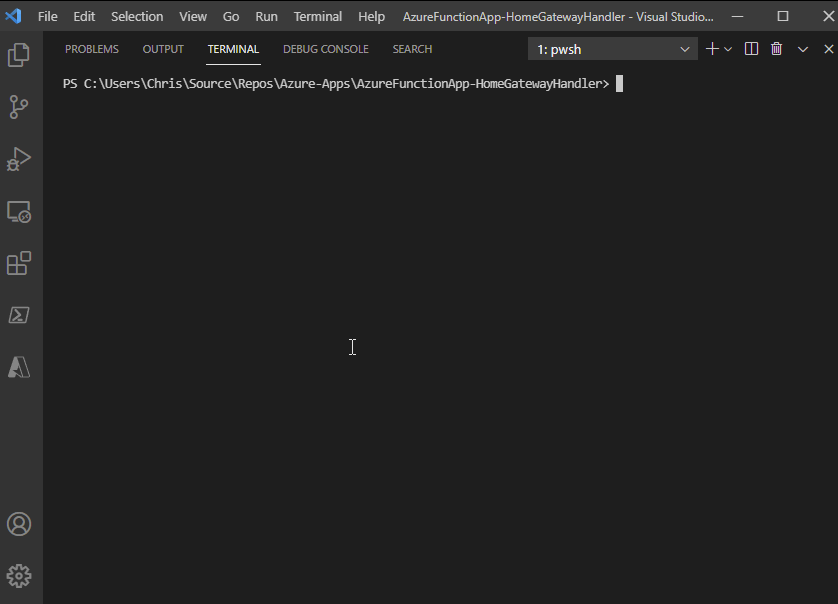 File Edit Selection View Go Run Terminal Help AzureFunctionApp-HomeGatewayHandler - Visual Studio...
PROBLEMS OUTPUT TERMINAL DEBUG CONSOLE SEARCH 1: pwsh
PS C:\Users\Chris\Source\Repos\Azure-Apps\AzureFunctionApp-HomeGatewayHandler>